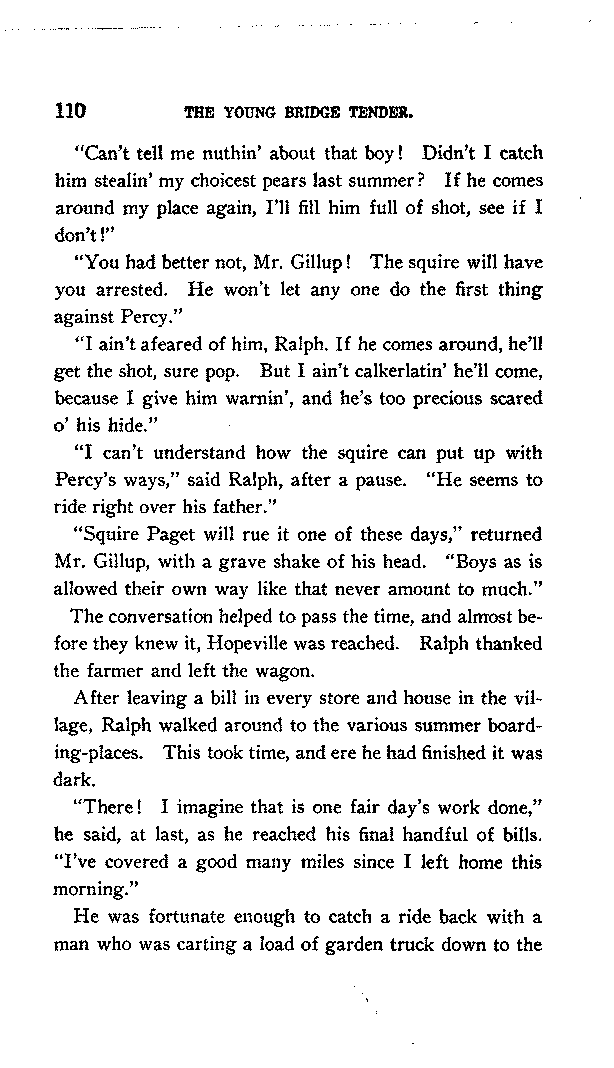 110 THE YOUNG BRIDGE TENDER.
"Can't tell me nuthin' about that boy! Didn't I catch
him stealin' my choicest pears last summer? If he comes
around my place again, I'll fill him full of shot, see if I
don't!"
"You had better not, Mr. Gillup! The squire will have
you arrested. He won't let any one do the first thing
against Percy."
"I ain't afeared of him, Ralph. If he comes around, he'll
get the shot, sure pop. But I ain't calkerlatin' he'll come,
because I give him warnin', and he's too precious scared
o' his hide."
"I can't understand how the squire can put up with
Percy's ways," said Ralph, after a pause. "He seems to
ride right over his father."
"Squire Paget will rue it one of these days," returned
Mr. Gillup, with a grave shake of his head. "Boys as is
allowed their own way like that never amount to much."
The conversation helped to pass the time, and almost be-
fore they knew it, Hopeville was reached. Ralph thanked
the farmer and left the wagon.
After leaving a bill in every store and house in the vil-
lage, Ralph walked around to the various summer board-
ing-places. This took time, and ere he had finished it was
dark.
"There! I imagine that is one fair day's work done,"
he said, at last, as he reached his final handful of bills.
"I've covered a good many miles since I left home this
morning."
He was fortunate enough to catch a ride back with a
man who was carting a load of garden truck down to the